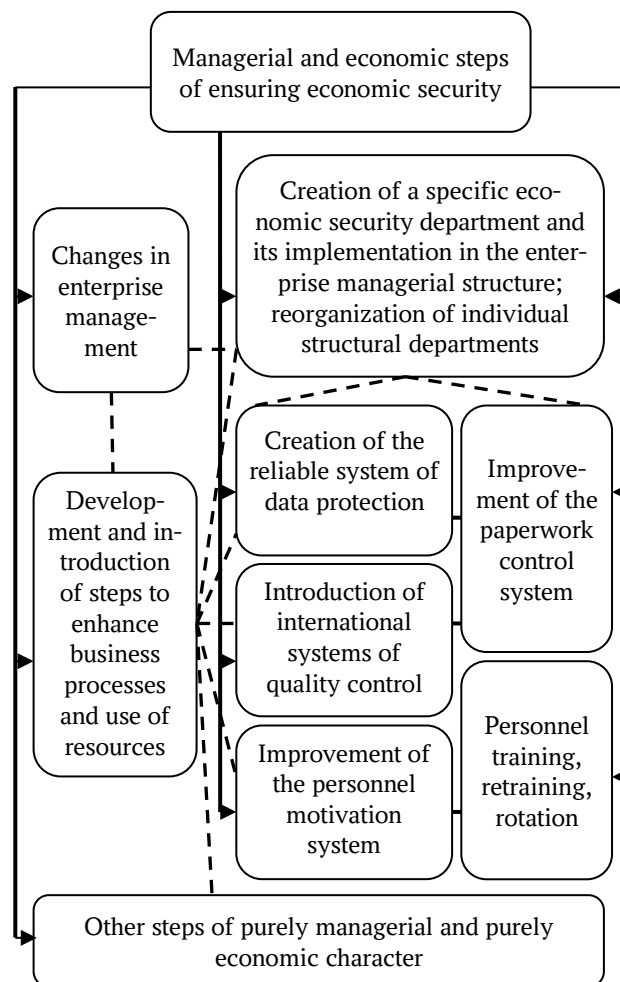 Managerial and economic steps
of ensuring economic security
Creation of a specific eco-
nomic security department and
its implementation in the enter-
prise managerial structure;
reorganization of individual
structural departments
Changes in
enterprise
manage-
ment
Creation of the
reliable system of
data protection
Improve-
ment of the
paperwork
control
system
Develop-
ment and in-
troduction
of steps to
enhance
business
processes
and use of
resources
Introduction of
international
systems of
quality control
Personnel
training,
retraining,
rotation
Improvement of
the personnel
motivation
system
Other steps of purely managerial and purely
economic character